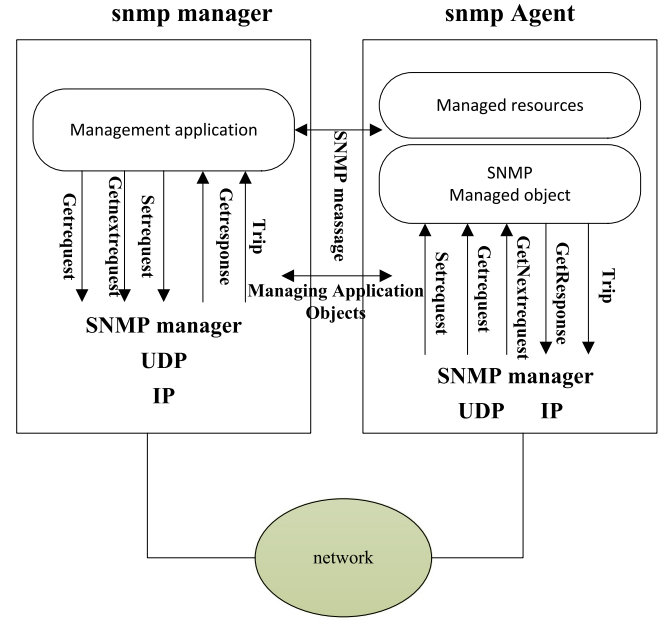 snmp manager
snmp Agent
Management application
Managed resources
SNMP
Managed object
SNMP meassage
Getrequest
Getnextrequest
Setrequest
Getresponse
Trip
Managing Application
Objects
Setrequest
Getrequest
GetNextrequest
GetResponse
Trip
SNMP manager
UDP
IP
SNMP manager
UDP IP
network